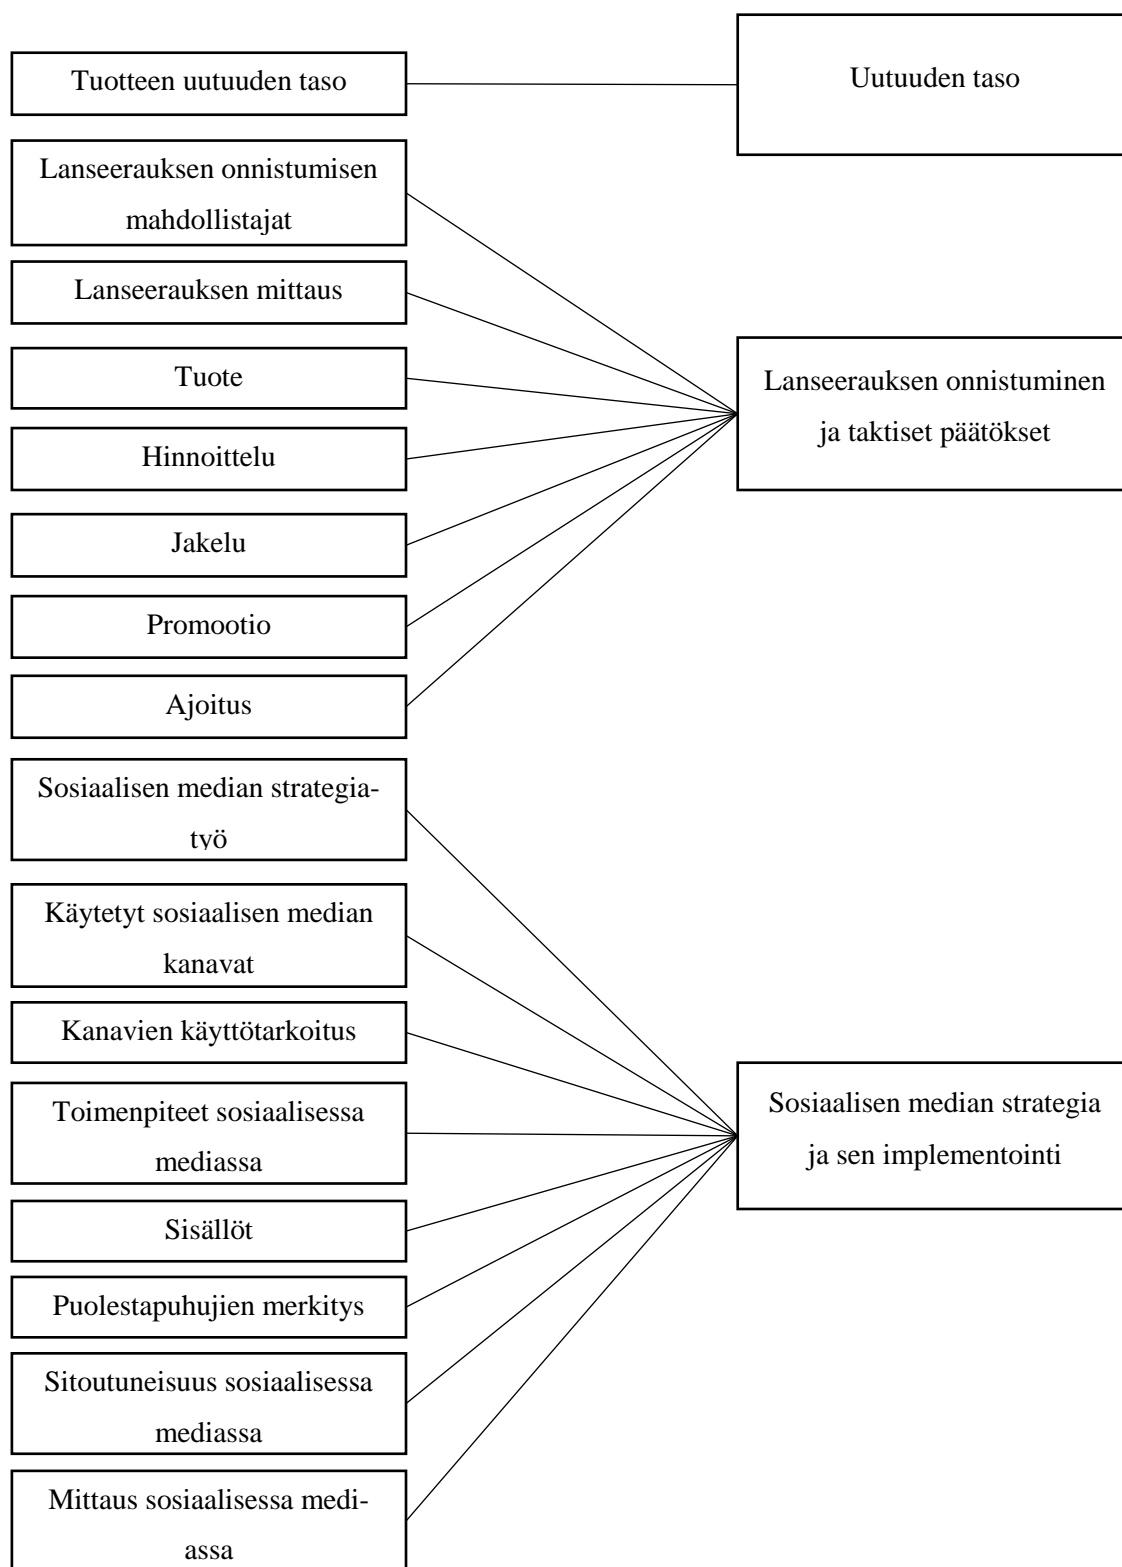 Tuotteen uutuuden taso
Uutuuden taso
Lanseerauksen onnistumisen
mahdollistajat
Lanseerauksen mittaus
Tuote
Hinnoittelu
Jakelu
Promootio
Ajoitus
Lanseerauksen onnistuminen
ja taktiset päätökset
Sosiaalisen median strategia-
työ
Käytetyt sosiaalisen median
kanavat
Kanavien käyttötarkoitus
Toimenpiteet sosiaalisessa
mediassa
Sisällöt
Puolestapuhujien merkitys
Sitoutuneisuus sosiaalisessa
mediassa
Mittaus sosiaalisessa medi-
assa
Sosiaalisen median strategia
ja sen implementointi